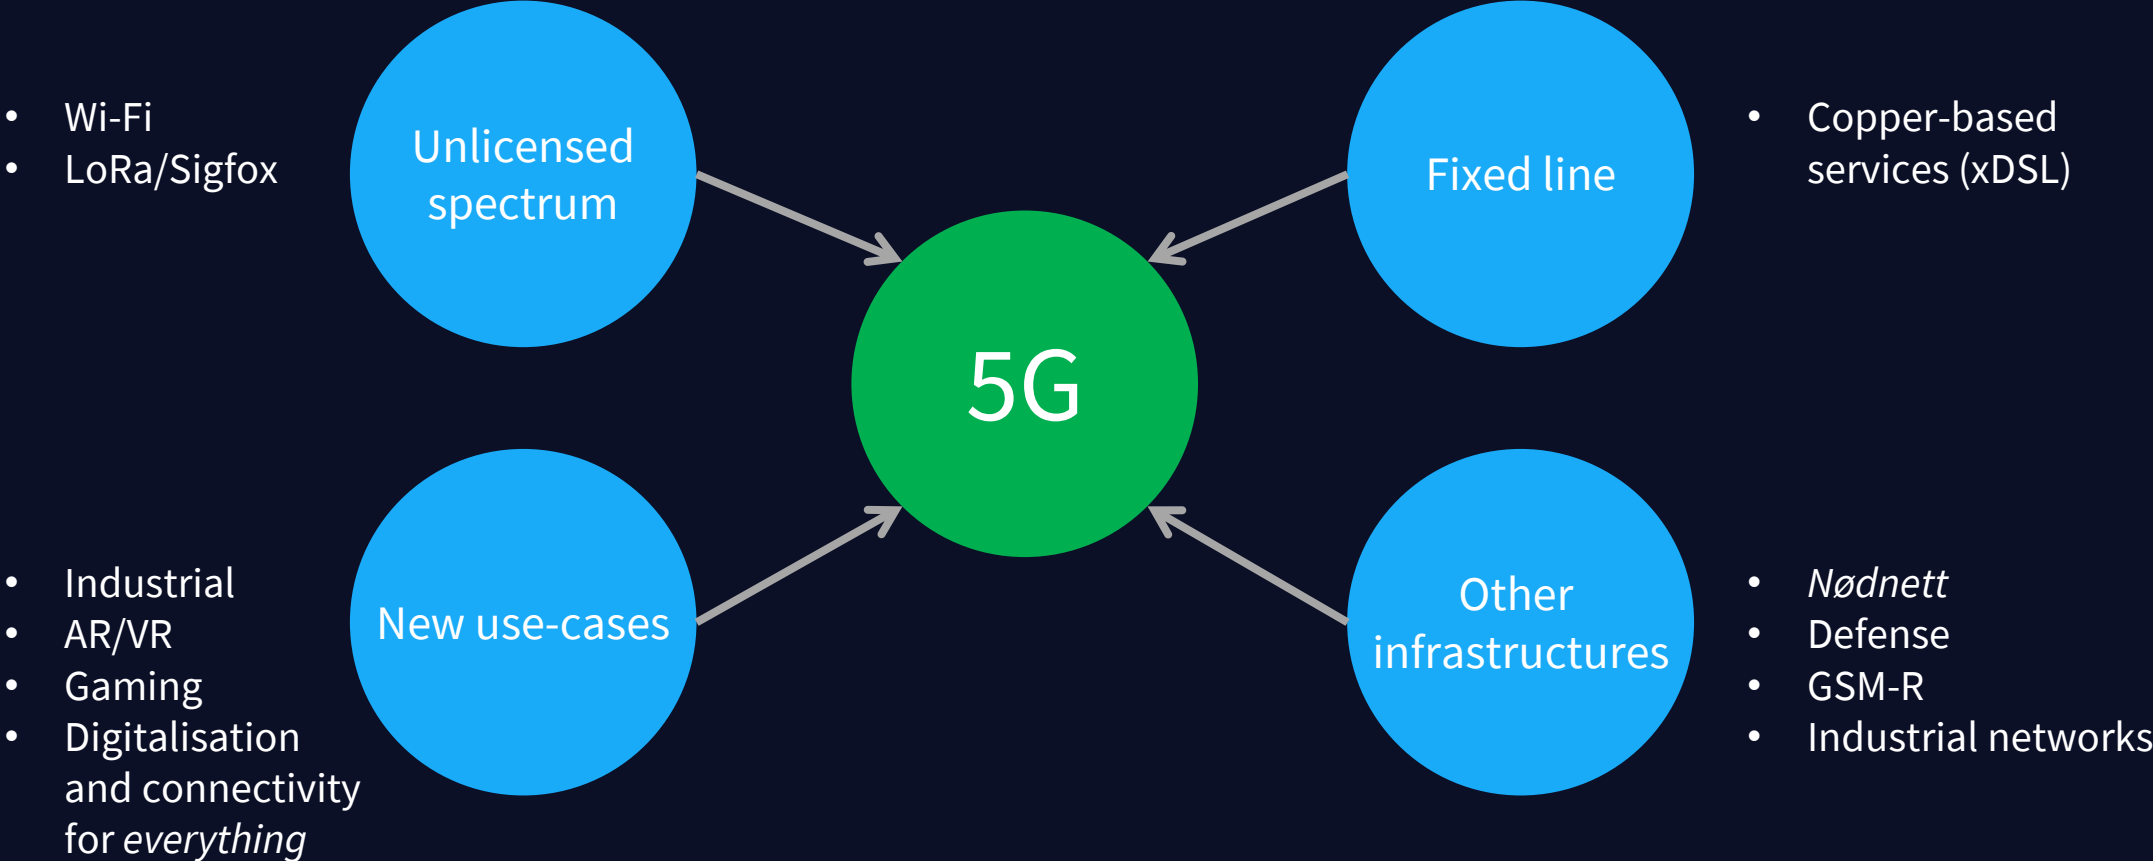 • Wi-Fi
• LoRa/Sigfox
Unlicensed
spectrum
Fixed line
• Copper-based
services (xDSL)
5G
• Industrial
• AR/VR
• Gaming
• Digitalisation
and connectivity
for everything
New use-cases
Other
infrastructures
• Nødnett
• Defense
• GSM-R
• Industrial networks